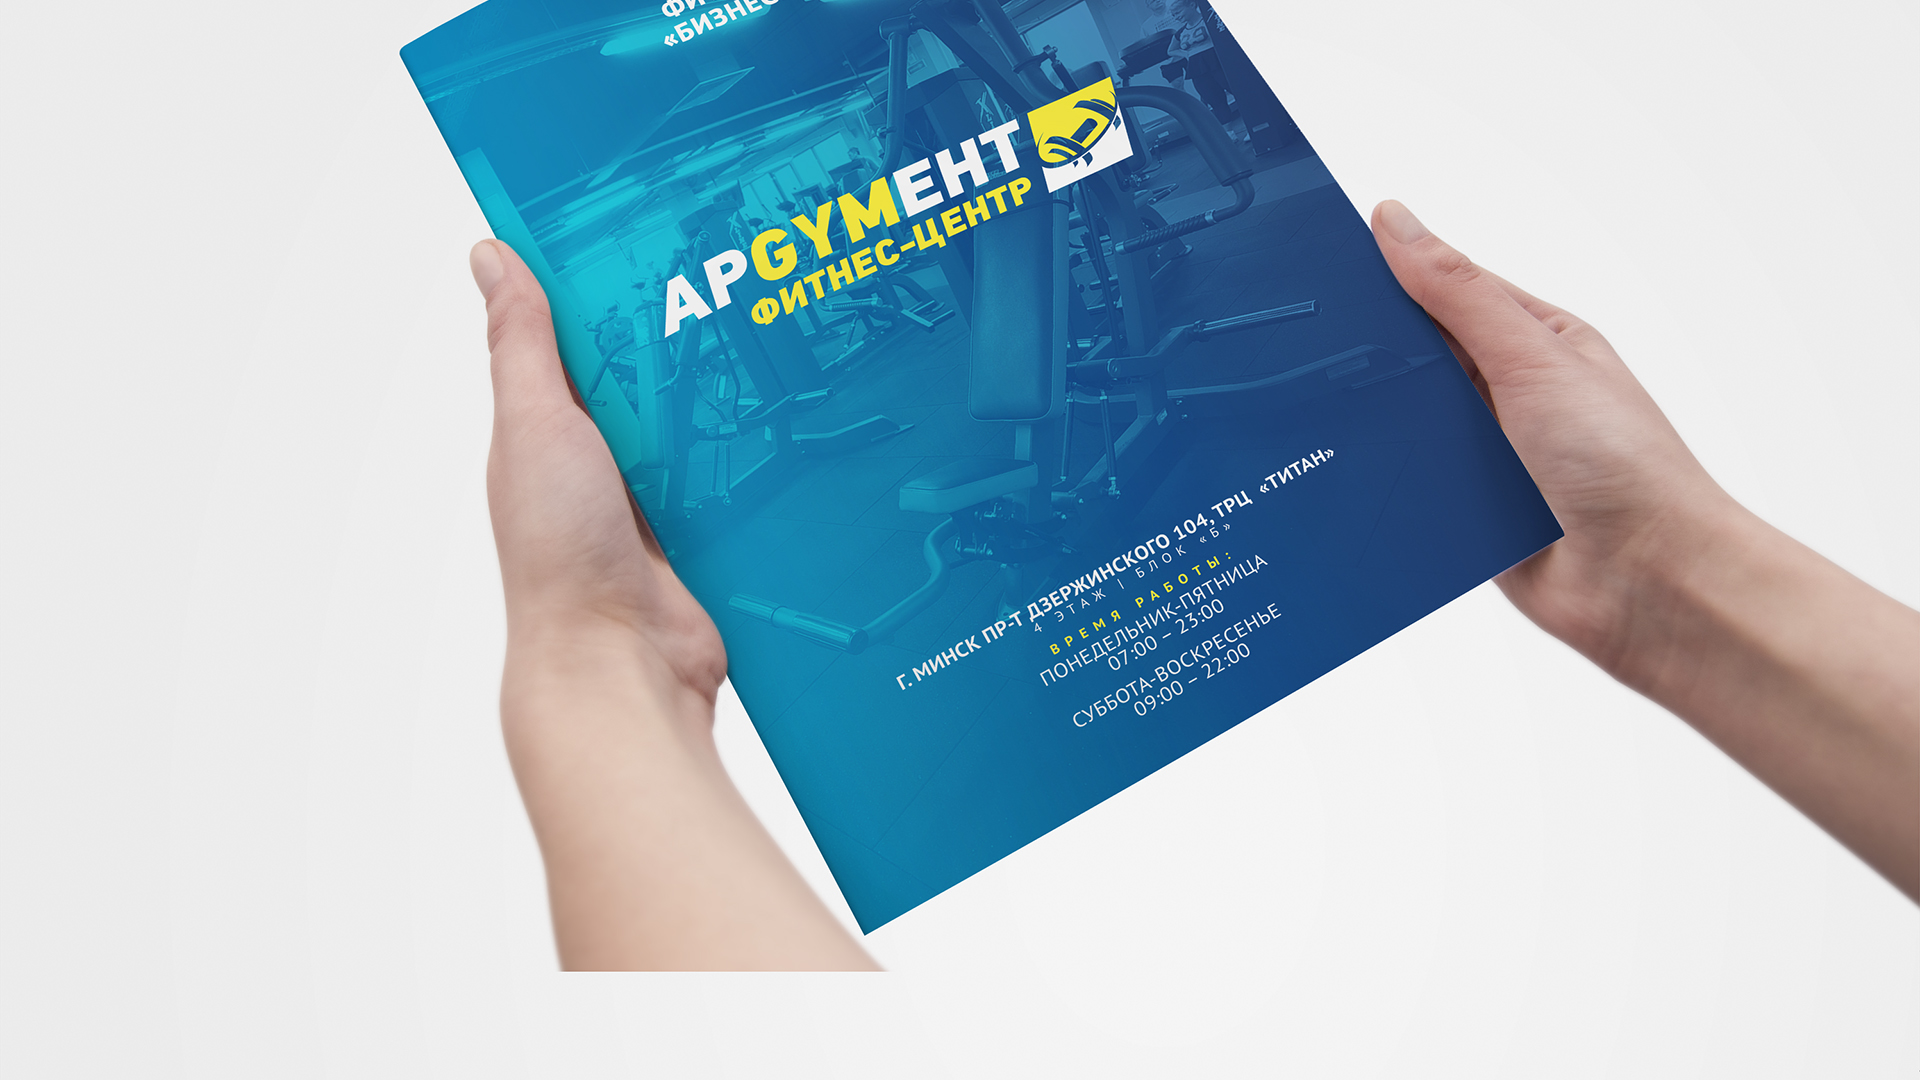 «БИЗНЕС
АРGYMЕНТ
ФИТНЕС-ЦЕНТР
Г. МИНСК ПР-Т ДЗЕРЖИНСКОГО 104, ТРЦ «ТИТАН»
4 ЭТАЖ | БЛОК «Б»
ВРЕМЯ РАБОТЫ:
ПОНЕДЕЛЬНИК-ПЯТНИЦА
07:00 – 23:00
СУББОТА-ВОСКРЕСЕНЬЕ
09:00 – 22:00